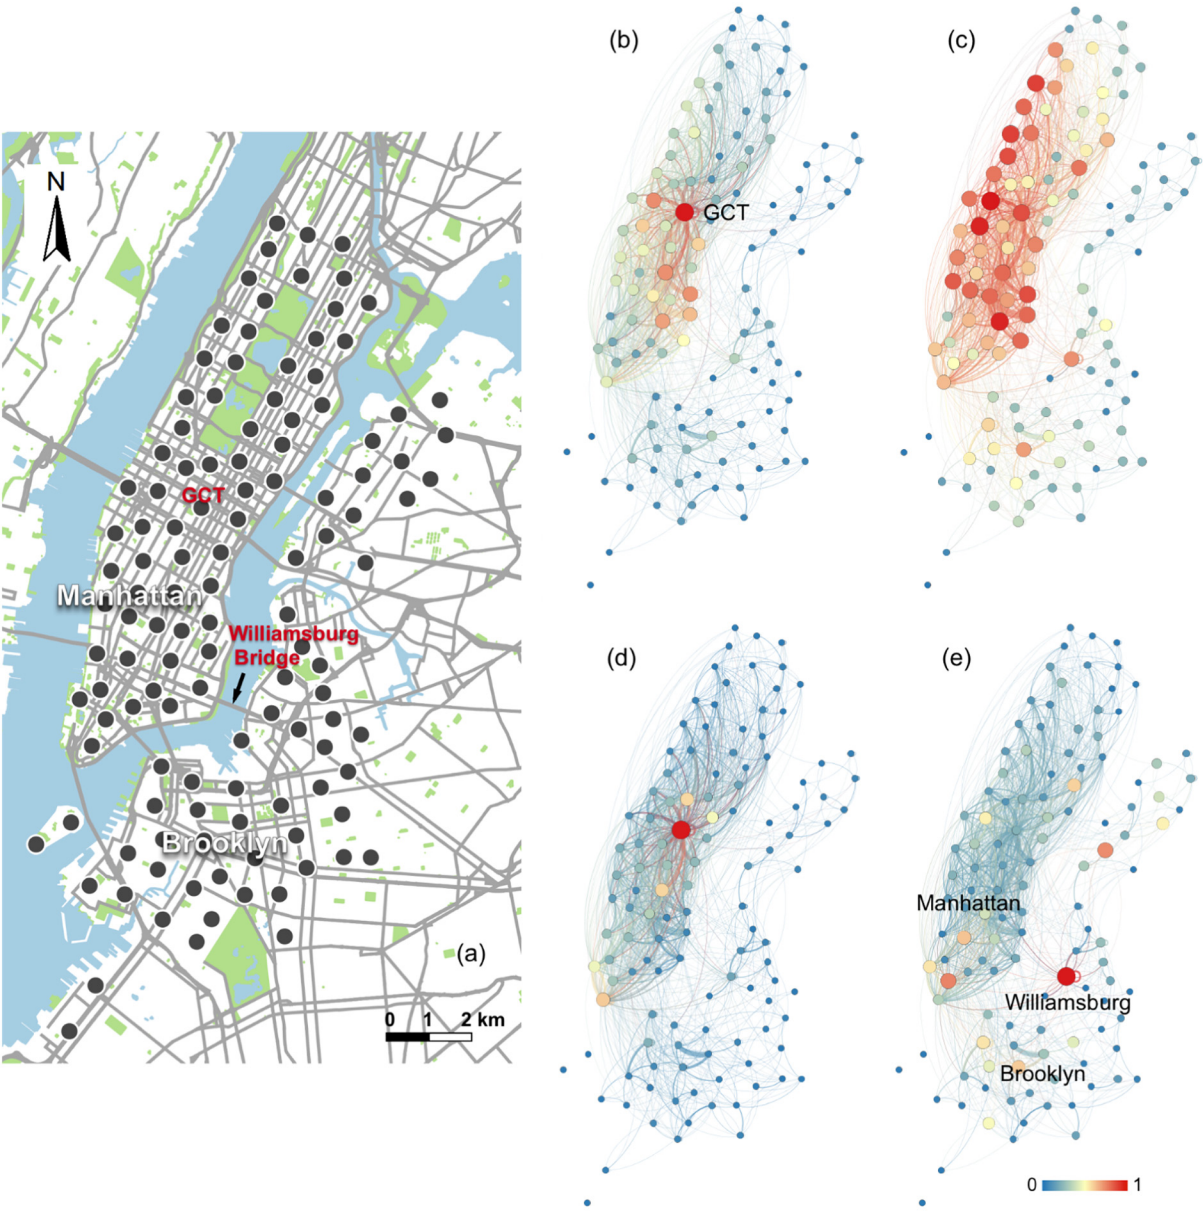 N
GCT
Manhattan
Williamsburg
Bridge
Brooklyn
(a)
0 1 2 km
(b)
GCT
(c)
(d)
(e)
Manhattan
Williamsburg
Brooklyn
0 1